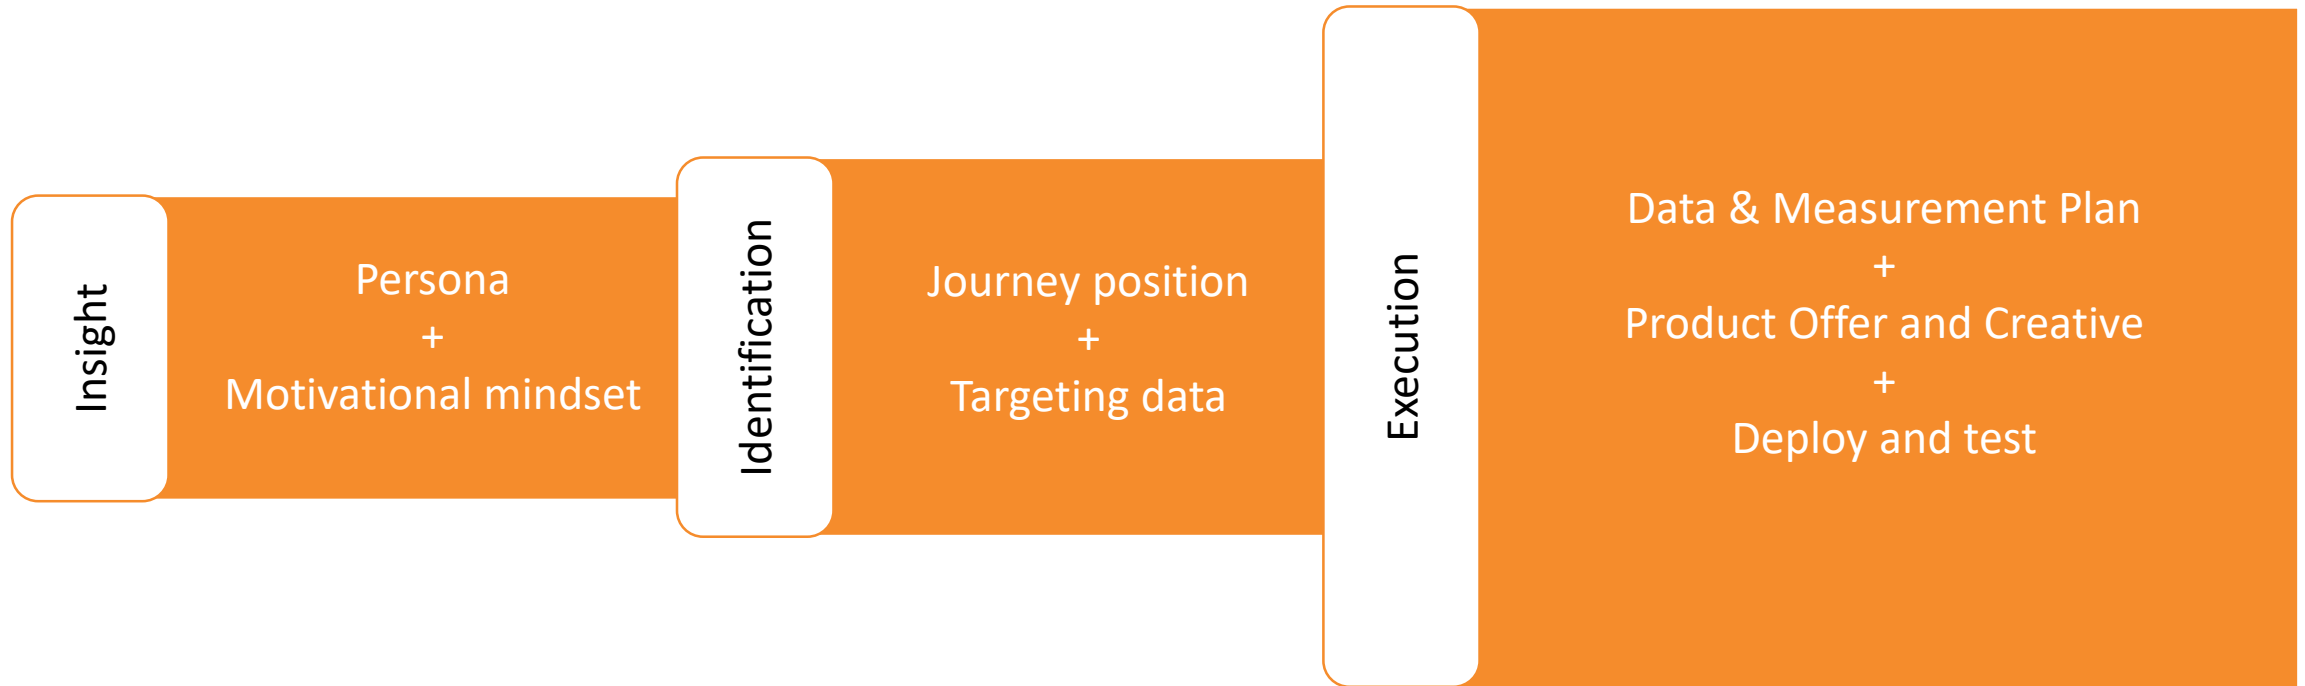 Insight
Persona
+
Motivational mindset
Identification
Journey position
+
Targeting data
Execution
Data & Measurement Plan
+
Product Offer and Creative
+
Deploy and test